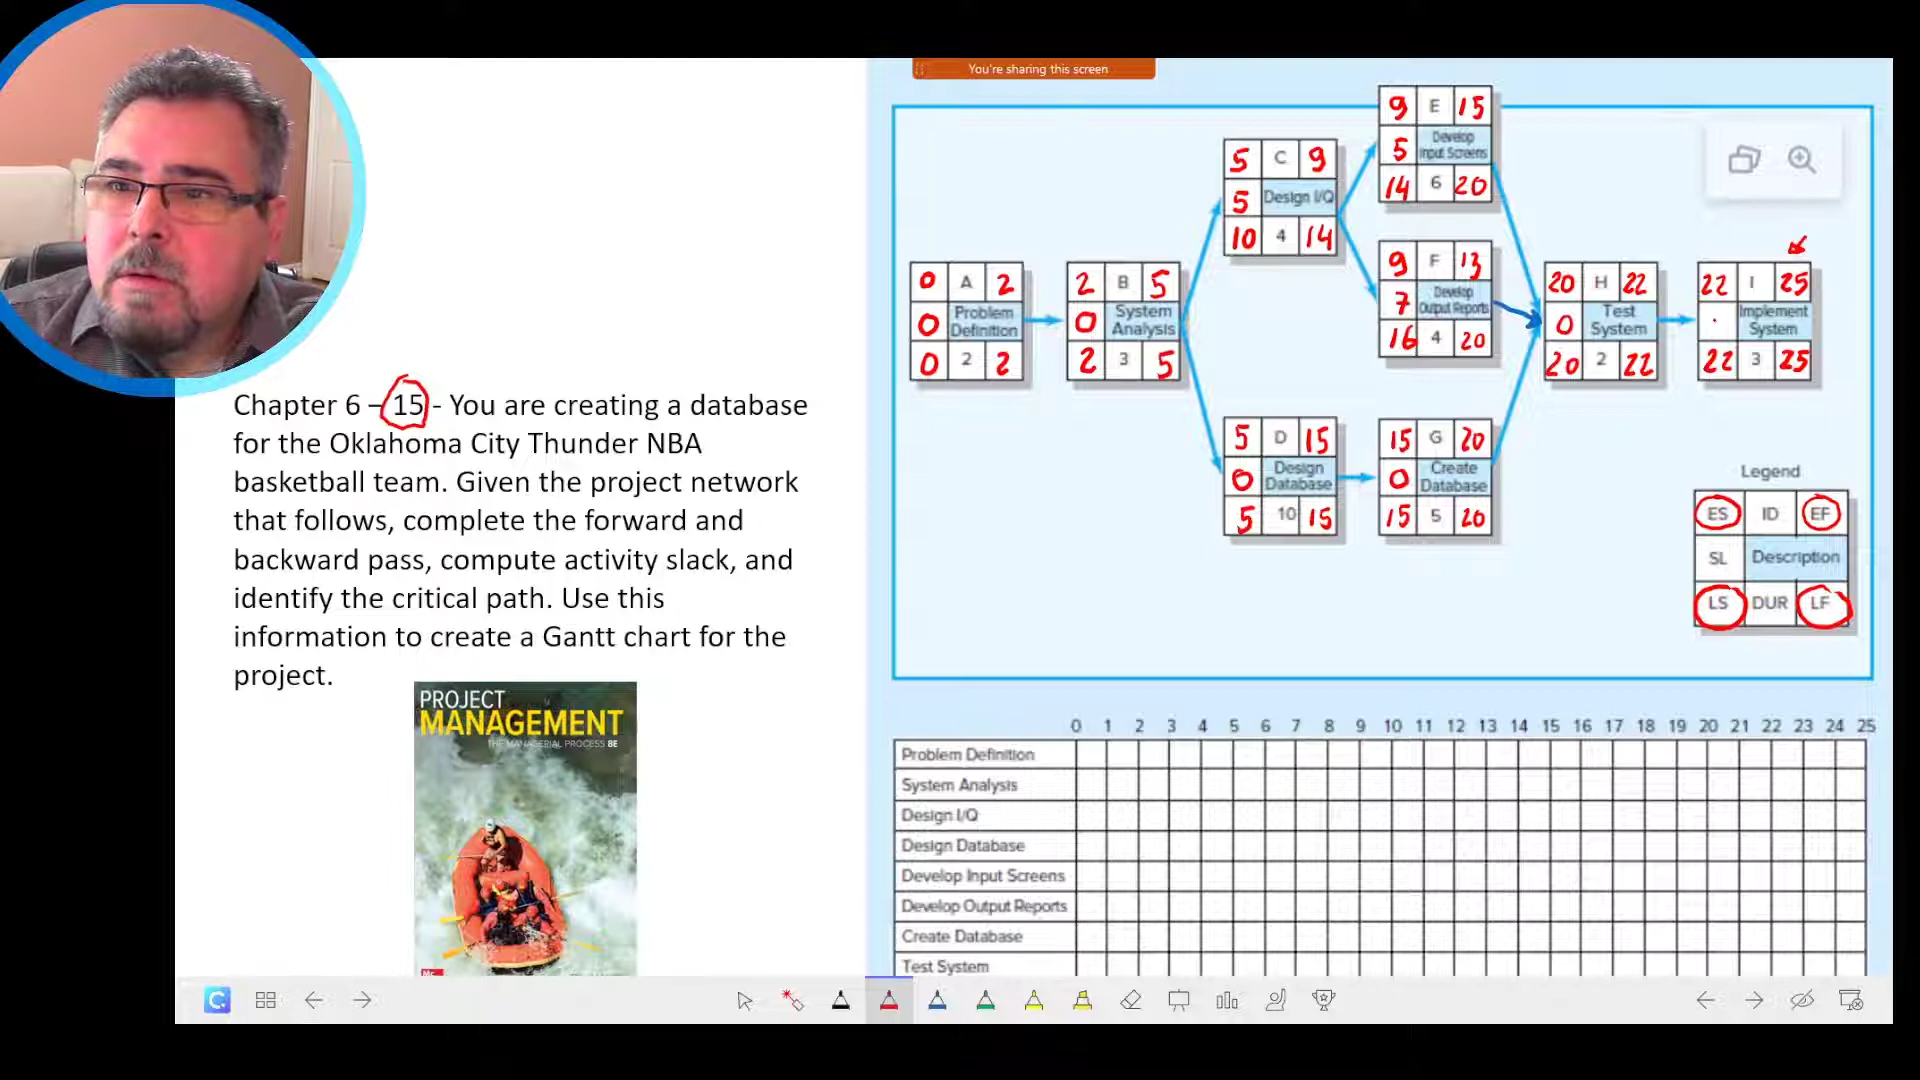 You're sharing this screen
Chapter 6 – 15 - You are creating a database
for the Oklahoma City Thunder NBA
basketball team. Given the project network
that follows, complete the forward and
backward pass, compute activity slack, and
identify the critical path. Use this
information to create a Gantt chart for the
project.
PROJECT
MANAGEMENT
THE MANAGERIAL PROCESS 8E
Mc
0 A 2
0 Problem Definition
0 2 2
2 B 5
0 System Analysis
2 3 5
5 C 9
5 Design I/Q
10 4 14
5 D 15
0 Design Database
5 10 15
9 E 15
5 Develop Input Screens
14 6 20
9 F 13
7 Develop Output Reports
16 4 20
15 G 20
0 Create Database
15 5 20
20 H 22
0 Test System
20 2 22
22 I 25
Implement System
22 3 25
Legend
ES ID EF
SL Description
LS DUR LF
0 1 2 3 4 5 6 7 8 9 10 11 12 13 14 15 16 17 18 19 20 21 22 23 24 25
Problem Definition
System Analysis
Design I/Q
Design Database
Develop Input Screens
Develop Output Reports
Create Database
Test System